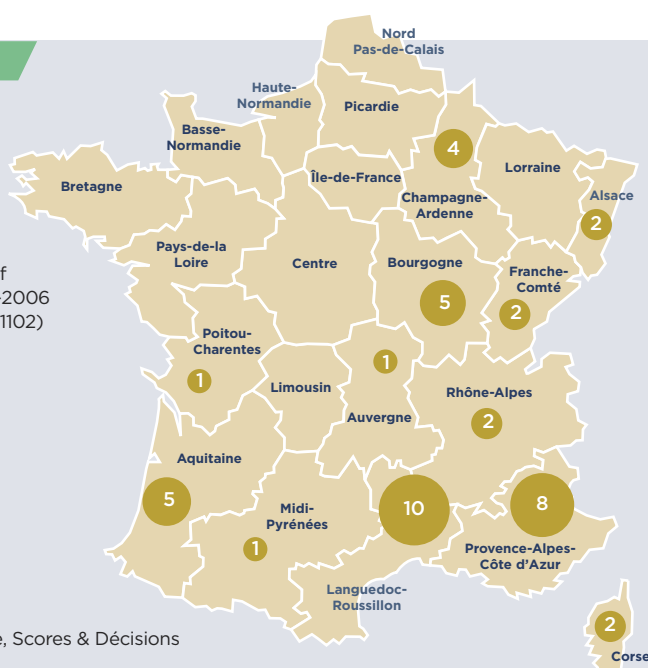 Nord
Pas-de-Calais
Haute-
Normandie
Picardie
Basse-
Normandie
4
Lorraine
Île-de-France
Bretagne
Champagne-
Ardenne
Alsace
2
Pays-de-la
Loire
Centre
Bourgogne
Franche-
Comté
f
-2006
1102)
5
2
Poitou-
Charentes
1
1
Limousin
Rhône-Alpes
Auvergne
2
Aquitaine
5
Midi-
Pyrénées
10
8
1
Provence-Alpes-
Côte d'Azur
Languedoc-
Roussillon
2
, Scores & Décisions
Corse